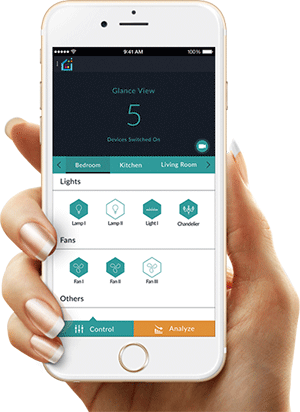 9:41 AM
100%
Glance View
5
Devices Switched On
Bedroom Kitchen Living Room
Lights
Lamp I Lamp II Light I Chandelier
Fans
Fan I Fan II Fan III
Others
Control Analyze